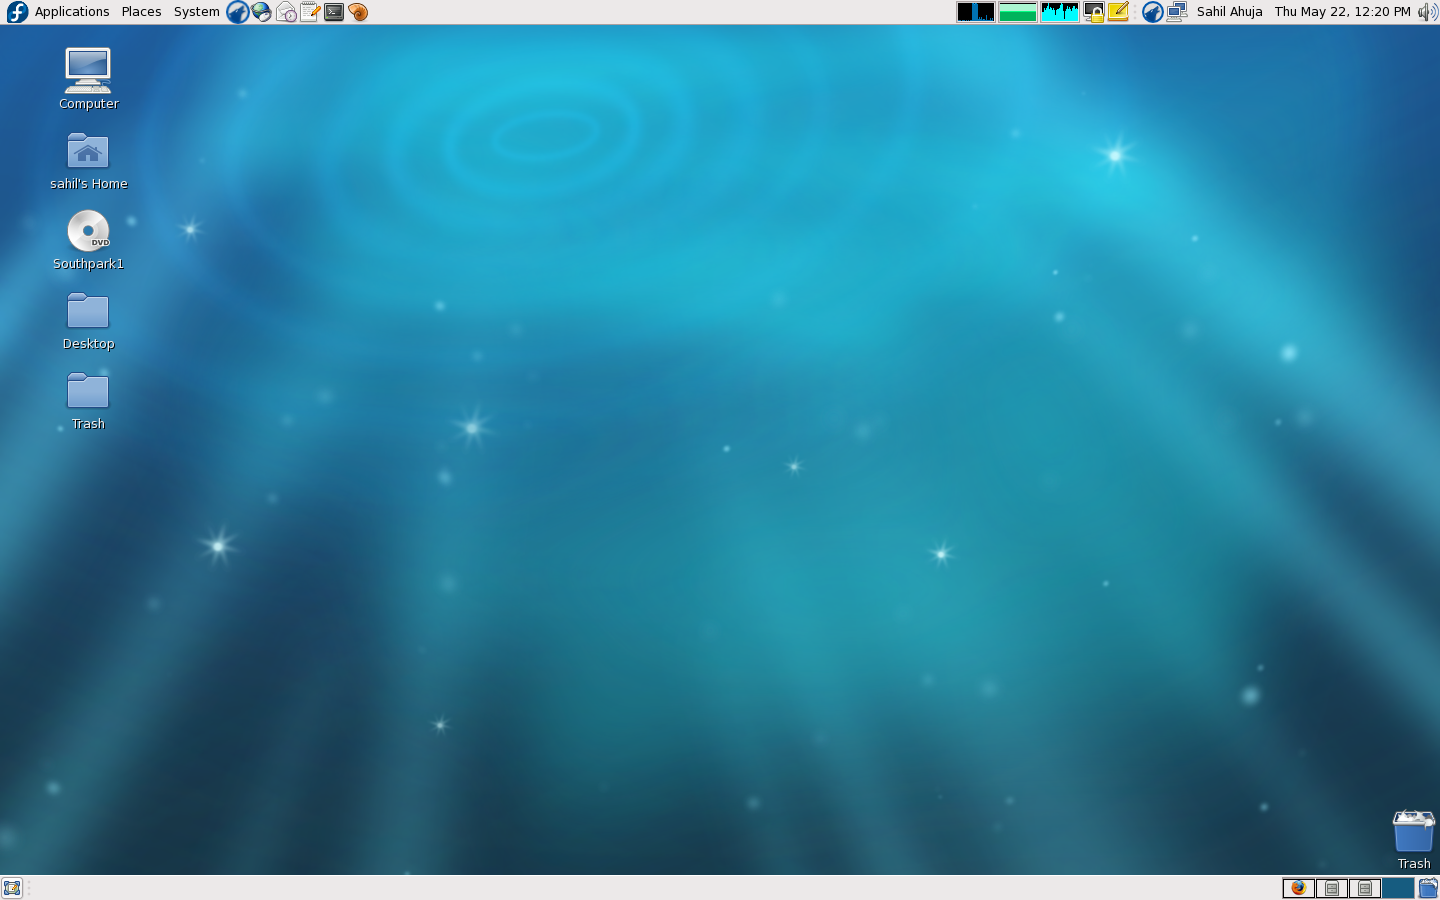 Applications Places System Sahil Ahuja Thu May 22, 12:20 PM
Computer
sahil's Home
DVD
Southpark1
Desktop
Trash
Trash